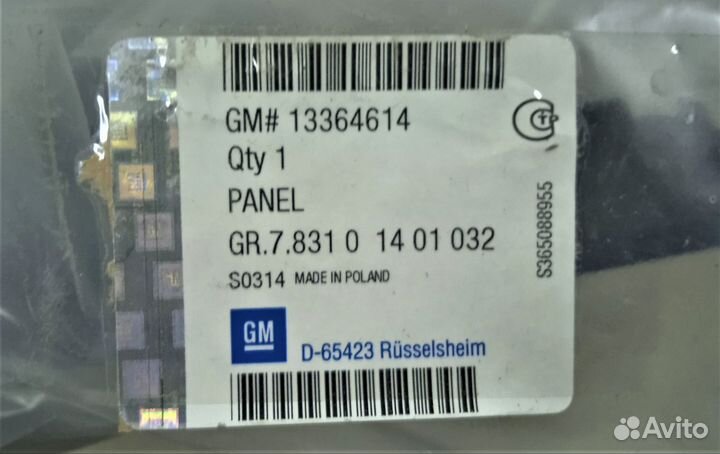 GM# 13364614
Qty 1
PANEL
GR.7.831 0 14 01 032
S0314 MADE IN POLAND
S365088955
GM
D-65423 Rüsselsheim
Avito